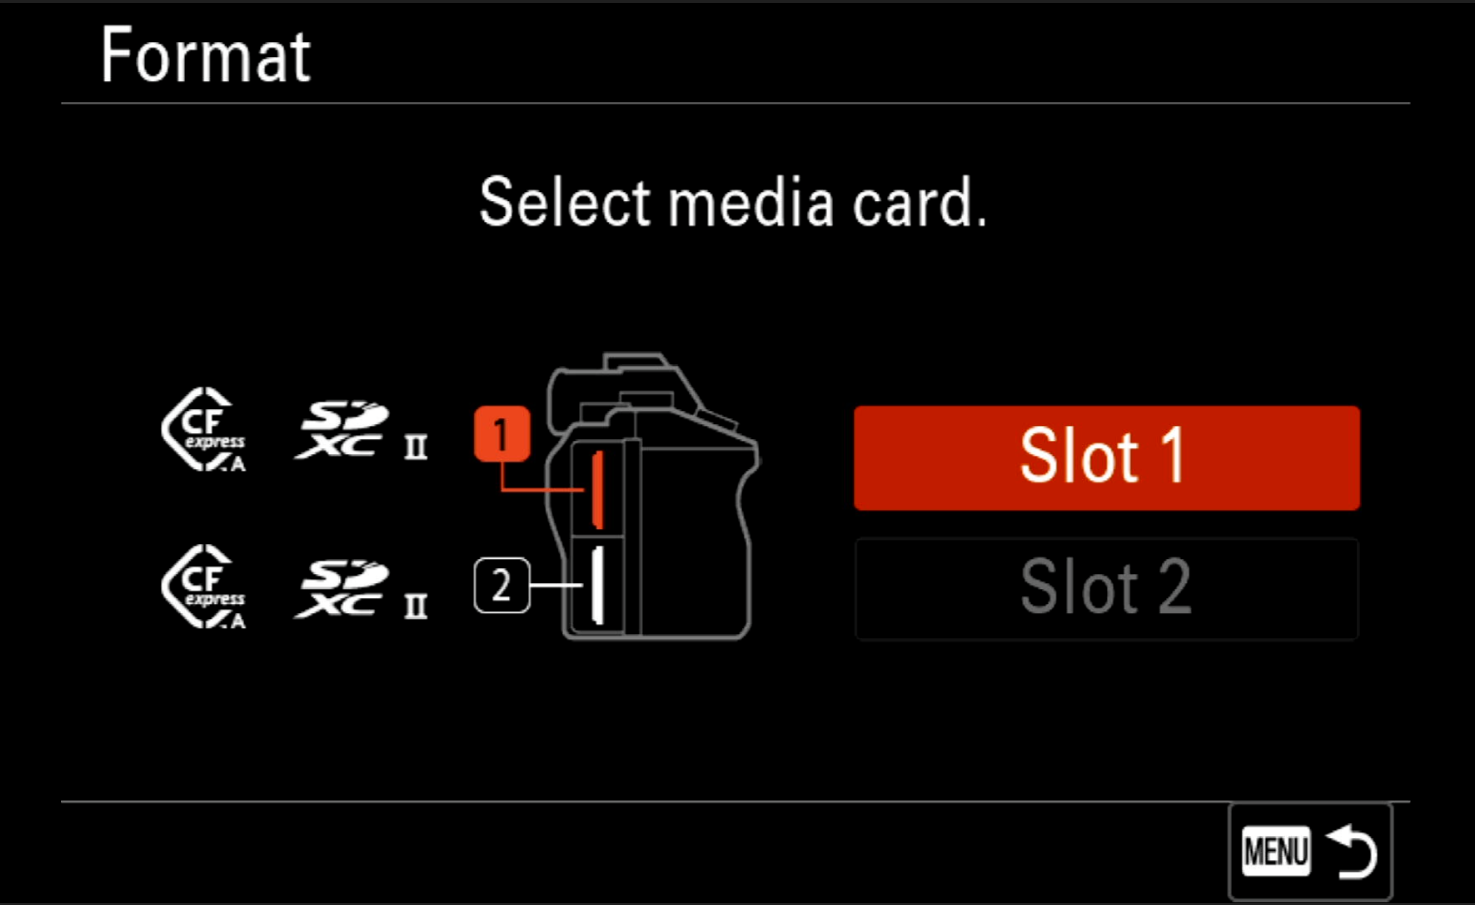 Format
Select media card.
CF express A SD XC II 1 Slot 1
CF express A SD XC II 2 Slot 2
MENU